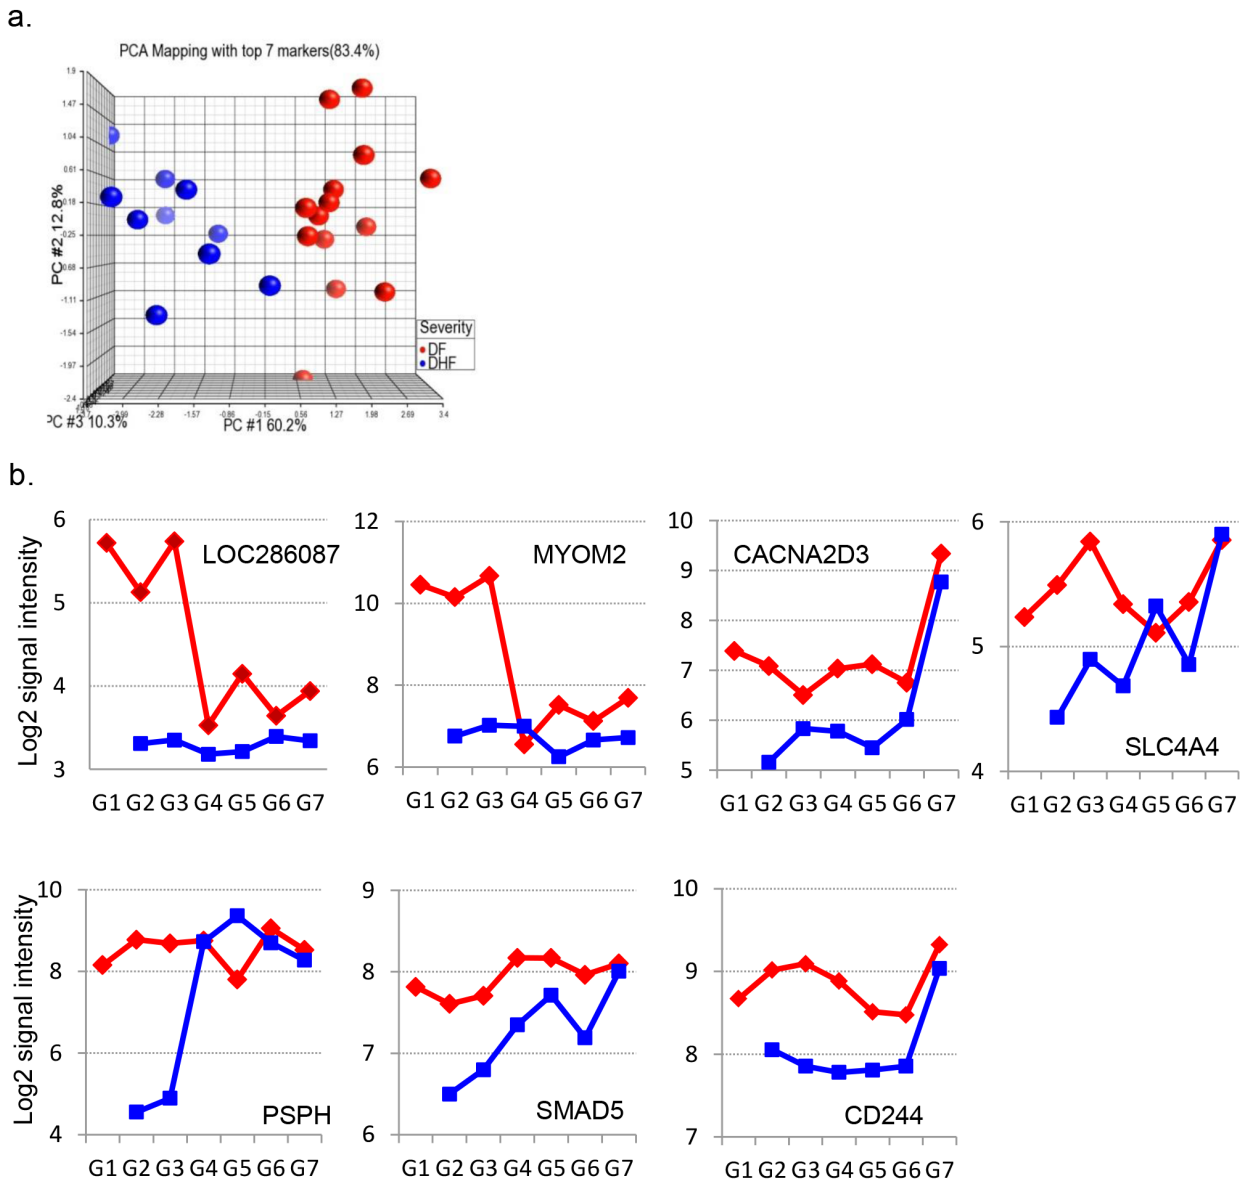 a.
PCA Mapping with top 7 markers(83.4%)
1.9
1.47
1.04
0.61
0.18
-0.25
-0.68
-1.11
-1.54
-1.97
-2.4
PC #2 12.8%
Severity
DF
DHF
-2.28 -1.57 -0.86 -0.15 0.56 1.27 1.98 2.69 3.4
PC #3 10.3%
PC #1 60.2%
b.
Log2 signal intensity
6
5
4
3
LOC286087
G1 G2 G3 G4 G5 G6 G7
12
10
8
6
MYOM2
G1 G2 G3 G4 G5 G6 G7
10
9
8
7
6
5
CACNA2D3
G1 G2 G3 G4 G5 G6 G7
6
5
4
SLC4A4
G1 G2 G3 G4 G5 G6 G7
Log2 signal intensity
10
8
6
4
PSPH
G1 G2 G3 G4 G5 G6 G7
9
8
7
6
SMAD5
G1 G2 G3 G4 G5 G6 G7
10
9
8
7
CD244
G1 G2 G3 G4 G5 G6 G7